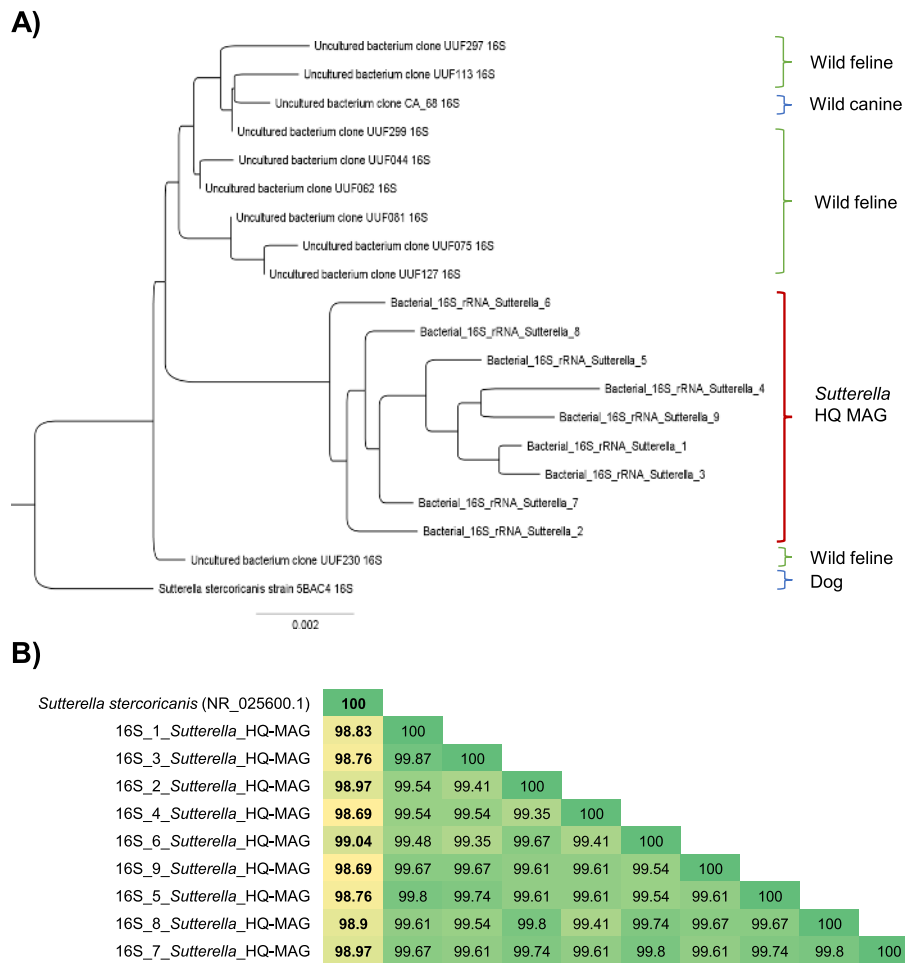 A)
Uncultured bacterium clone UUF297 16S
Uncultured bacterium clone UUF113 16S
Wild feline
Uncultured bacterium clone CA_68 16S
Wild canine
Uncultured bacterium clone UUF299 16S
Uncultured bacterium clone UUF044 16S
Uncultured bacterium clone UUF062 16S
Wild feline
Uncultured bacterium clone UUF081 16S
Uncultured bacterium clone UUF075 16S
Uncultured bacterium clone UUF127 16S
Bacterial_16S_rRNA_Sutterella_6
Bacterial_16S_rRNA_Sutterella_8
Bacterial_16S_rRNA_Sutterella_5
Bacterial_16S_rRNA_Sutterella_4
Sutterella
HQ MAG
Bacterial_16S_rRNA_Sutterella_9
Bacterial_16S_rRNA_Sutterella_1
Bacterial_16S_rRNA_Sutterella_3
Bacterial_16S_rRNA_Sutterella_7
Bacterial_16S_rRNA_Sutterella_2
Uncultured bacterium clone UUF230 16S
Wild feline
Sutterella stercoricanis strain 5BAC4 16S
Dog
0.002
B)
Sutterella stercoricanis (NR_025600.1) 100
16S_1_Sutterella_HQ-MAG 98.83 100
16S_3_Sutterella_HQ-MAG 98.76 99.87 100
16S_2_Sutterella_HQ-MAG 98.97 99.54 99.41 100
16S_4_Sutterella_HQ-MAG 98.69 99.54 99.54 99.35 100
16S_6_Sutterella_HQ-MAG 99.04 99.48 99.35 99.67 99.41 100
16S_9_Sutterella_HQ-MAG 98.69 99.67 99.67 99.61 99.61 99.54 100
16S_5_Sutterella_HQ-MAG 98.76 99.8 99.74 99.61 99.61 99.54 99.61 100
16S_8_Sutterella_HQ-MAG 98.9 99.61 99.54 99.8 99.41 99.74 99.67 99.67 100
16S_7_Sutterella_HQ-MAG 98.97 99.67 99.61 99.74 99.61 99.8 99.61 99.74 99.8 100